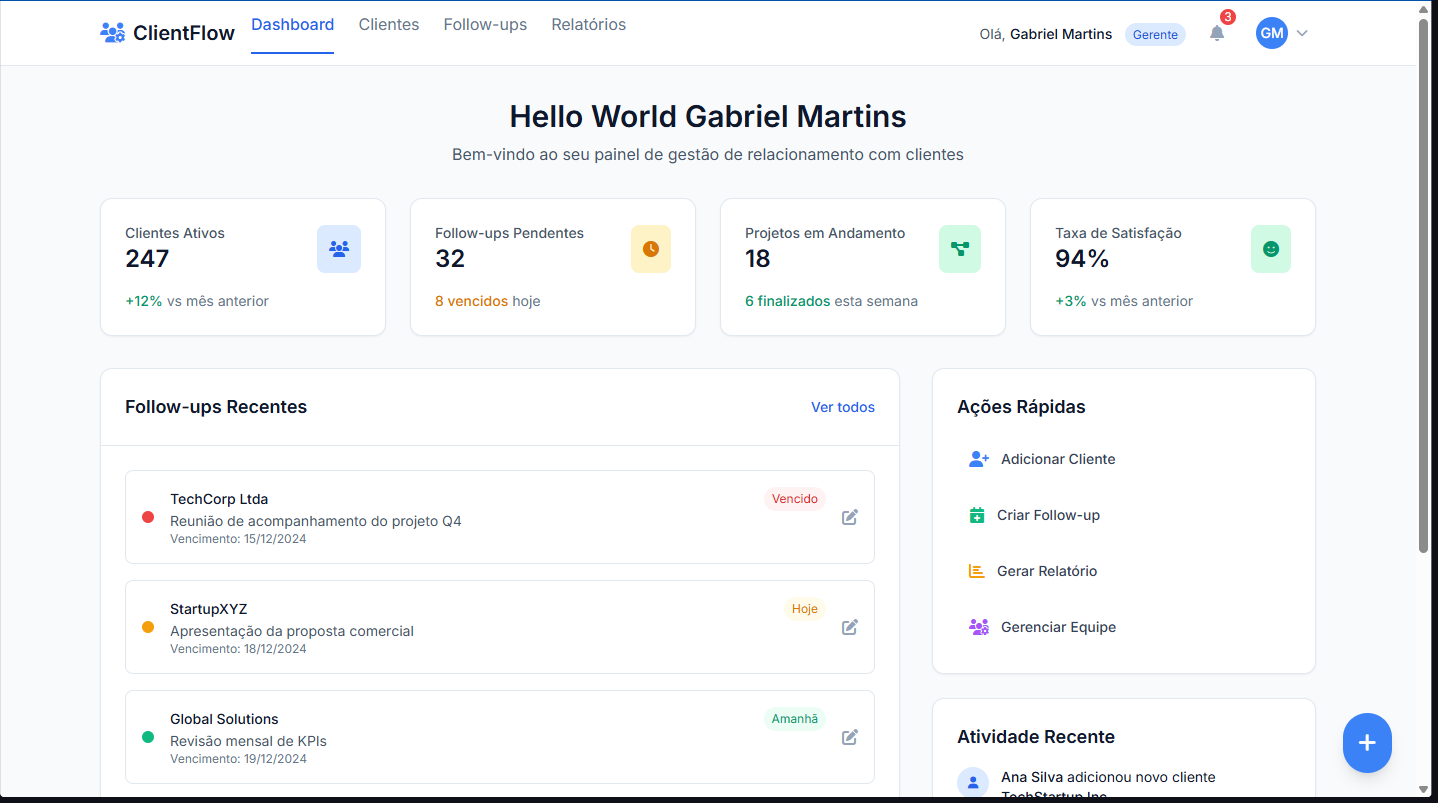 ClientFlow
Dashboard
Clientes
Follow-ups
Relatórios
Olá, Gabriel Martins
Gerente
3
GM
Hello World Gabriel Martins
Bem-vindo ao seu painel de gestão de relacionamento com clientes
Clientes Ativos
247
+12% vs mês anterior
Follow-ups Pendentes
32
8 vencidos hoje
Projetos em Andamento
18
6 finalizados esta semana
Taxa de Satisfação
94%
+3% vs mês anterior
Follow-ups Recentes
Ver todos
TechCorp Ltda
Vencido
Reunião de acompanhamento do projeto Q4
Vencimento: 15/12/2024
StartupXYZ
Hoje
Apresentação da proposta comercial
Vencimento: 18/12/2024
Global Solutions
Amanhã
Revisão mensal de KPIs
Vencimento: 19/12/2024
Ações Rápidas
Adicionar Cliente
Criar Follow-up
Gerar Relatório
Gerenciar Equipe
Atividade Recente
Ana Silva adicionou novo cliente
TechStartup Inc